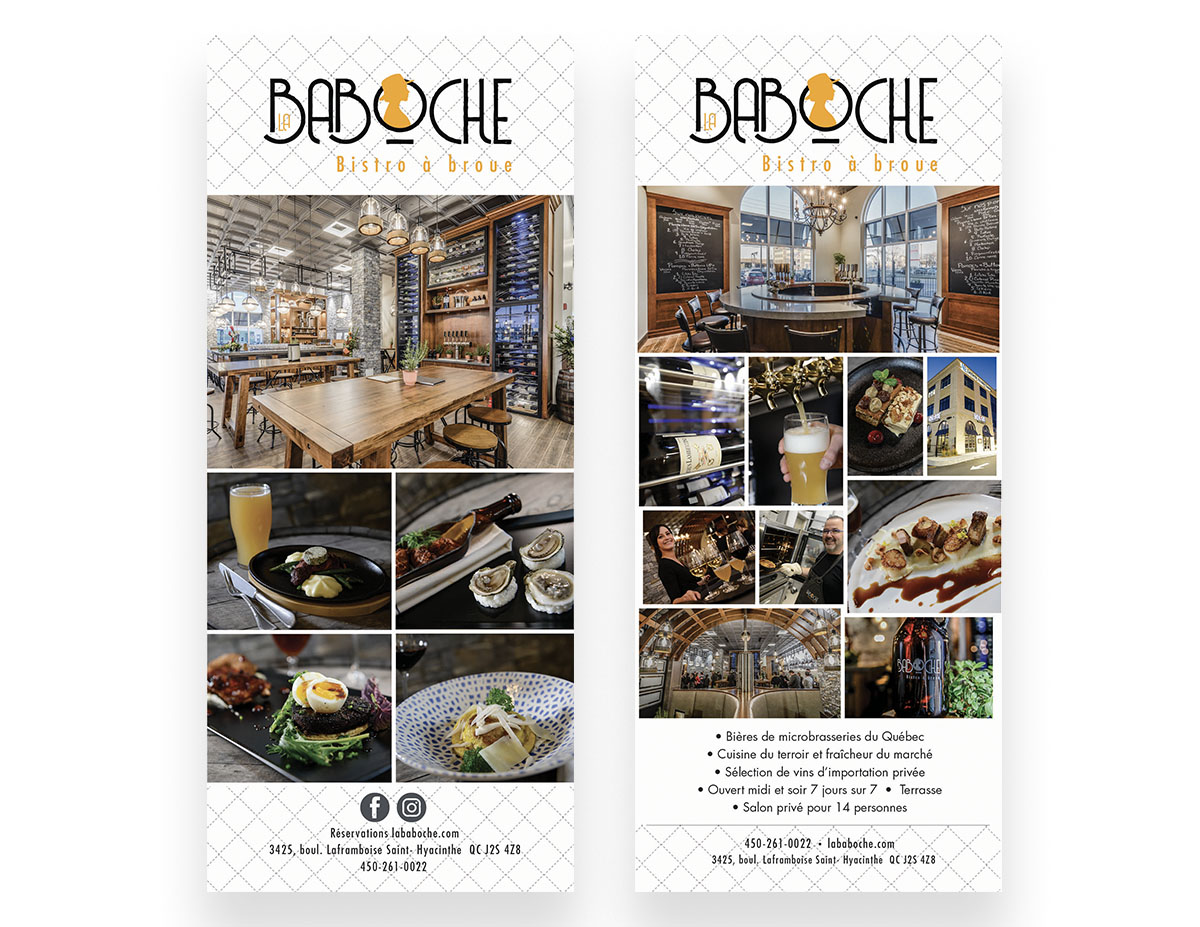 LA BABOCHE
Bistro à broue
Réservations lababoche.com
3425, boul. Laframboise Saint- Hyacinthe QC J2S 4Z8
450-261-0022
LA BABOCHE
Bistro à broue
BABOCHE
Bistro à broue
• Bières de microbrasseries du Québec
• Cuisine du terroir et fraîcheur du marché
• Sélection de vins d’importation privée
• Ouvert midi et soir 7 jours sur 7 • Terrasse
• Salon privé pour 14 personnes
450-261-0022 • lababoche.com
3425, boul. Laframboise Saint- Hyacinthe QC J2S 4Z8